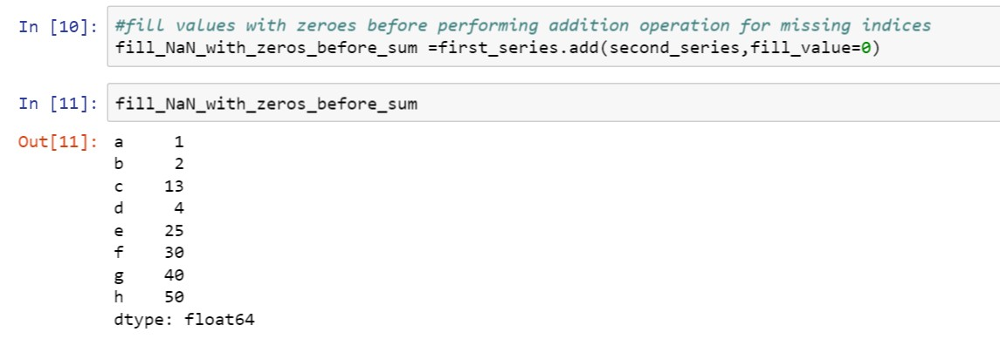 In [10]: #fill values with zeroes before performing addition operation for missing indices
fill_NaN_with_zeros_before_sum =first_series.add(second_series,fill_value=0)
In [11]: fill_NaN_with_zeros_before_sum
Out[11]: a 1
b 2
c 13
d 4
e 25
f 30
g 40
h 50
dtype: float64